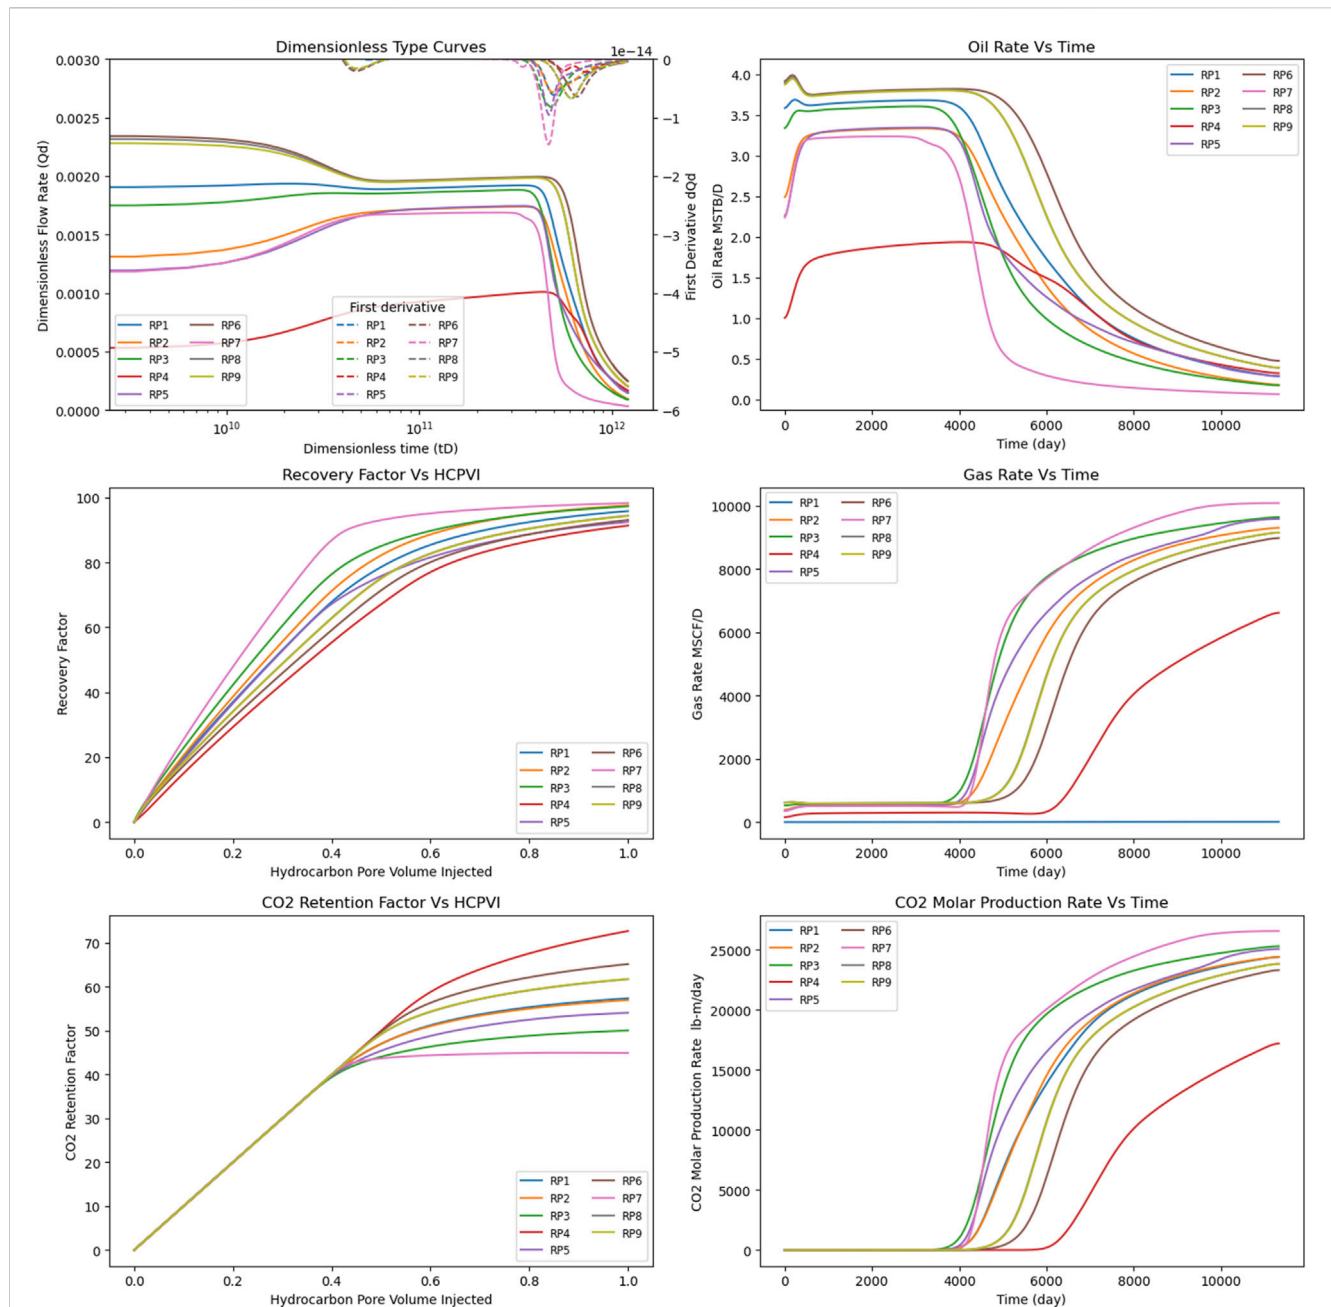 Dimensionless Type Curves
1e−14
0.0030
0.0025
0.0020
0.0015
0.0010
0.0005
0.0000
Dimensionless Flow Rate (Qd)
0
−1
−2
−3
−4
−5
−6
First Derivative dQd
RP1 RP6
RP2 RP7
RP3 RP8
RP4 RP9
RP5
First derivative
RP1 RP6
RP2 RP7
RP3 RP8
RP4 RP9
RP5
10^10 10^11 10^12
Dimensionless time (tD)
Oil Rate Vs Time
4.0
3.5
3.0
2.5
2.0
1.5
1.0
0.5
0.0
Oil Rate MSTB/D
RP1 RP6
RP2 RP7
RP3 RP8
RP4 RP9
RP5
0 2000 4000 6000 8000 10000
Time (day)
Recovery Factor Vs HCPVI
100
80
60
40
20
0
Recovery Factor
RP1 RP6
RP2 RP7
RP3 RP8
RP4 RP9
RP5
0.0 0.2 0.4 0.6 0.8 1.0
Hydrocarbon Pore Volume Injected
Gas Rate Vs Time
10000
8000
6000
4000
2000
0
Gas Rate MSCF/D
RP1 RP6
RP2 RP7
RP3 RP8
RP4 RP9
RP5
0 2000 4000 6000 8000 10000
Time (day)
CO2 Retention Factor Vs HCPVI
70
60
50
40
30
20
10
0
CO2 Retention Factor
RP1 RP6
RP2 RP7
RP3 RP8
RP4 RP9
RP5
0.0 0.2 0.4 0.6 0.8 1.0
Hydrocarbon Pore Volume Injected
CO2 Molar Production Rate Vs Time
25000
20000
15000
10000
5000
0
CO2 Molar Production Rate lb-m/day
RP1 RP6
RP2 RP7
RP3 RP8
RP4 RP9
RP5
0 2000 4000 6000 8000 10000
Time (day)